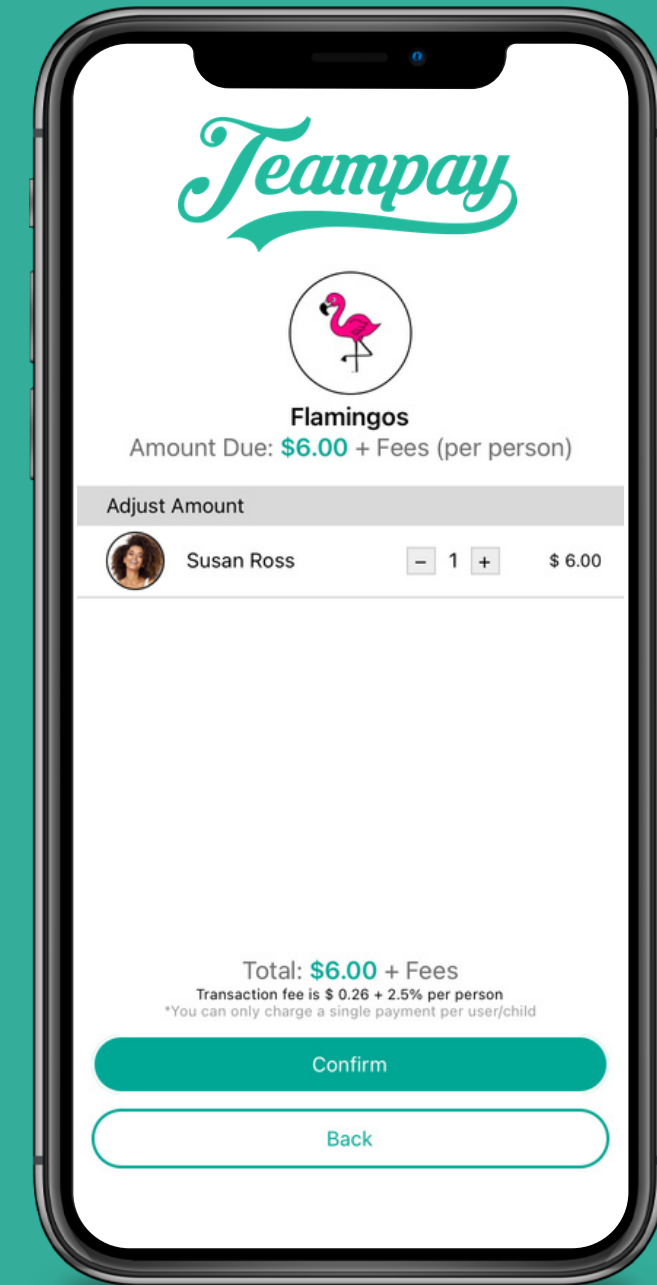 Teampay
Flamingos
Amount Due: $6.00 + Fees (per person)
Adjust Amount
Susan Ross − 1 + $ 6.00
Total: $6.00 + Fees
Transaction fee is $ 0.26 + 2.5% per person
*You can only charge a single payment per user/child
Confirm
Back